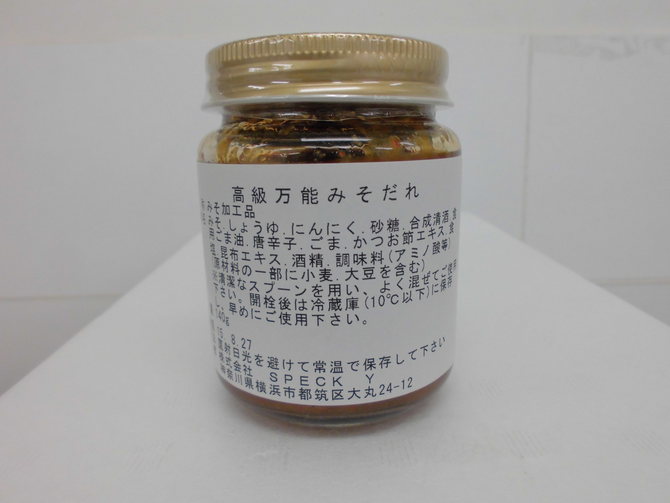 高級万能みそだれ
みそ加工品
みそ.しょうゆ.にんにく.砂糖.合成清酒.食
用ごま油.唐辛子.ごま.かつお節エキス.食
塩.昆布エキス.酒精.調味料(アミノ酸等)
原材料の一部に小麦、大豆を含む)
清潔なスプーンを用い、よく混ぜてご使用
下さい。開栓後は冷蔵庫(10℃以下)に保存
早めにご使用下さい。
140g
15.8.27
直射日光を避けて常温で保存して下さい
株式会社 SPECK Y
神奈川県横浜市都筑区大丸24-12